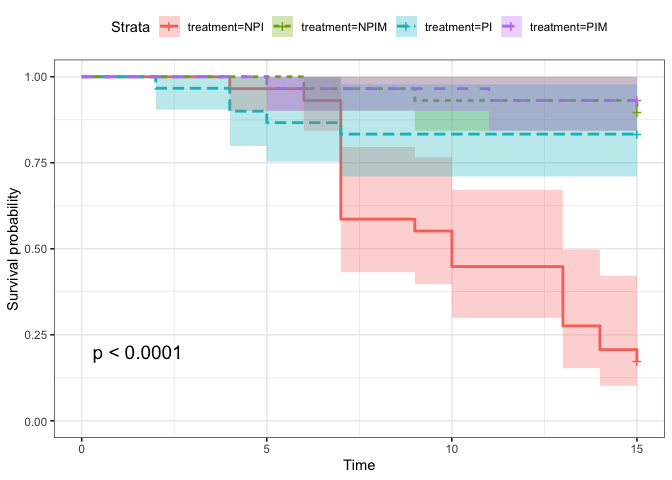 Strata treatment=NPI treatment=NPIM treatment=PI treatment=PIM
1.00
0.75
0.50
0.25
0.00
Survival probability
p < 0.0001
0 5 10 15
Time